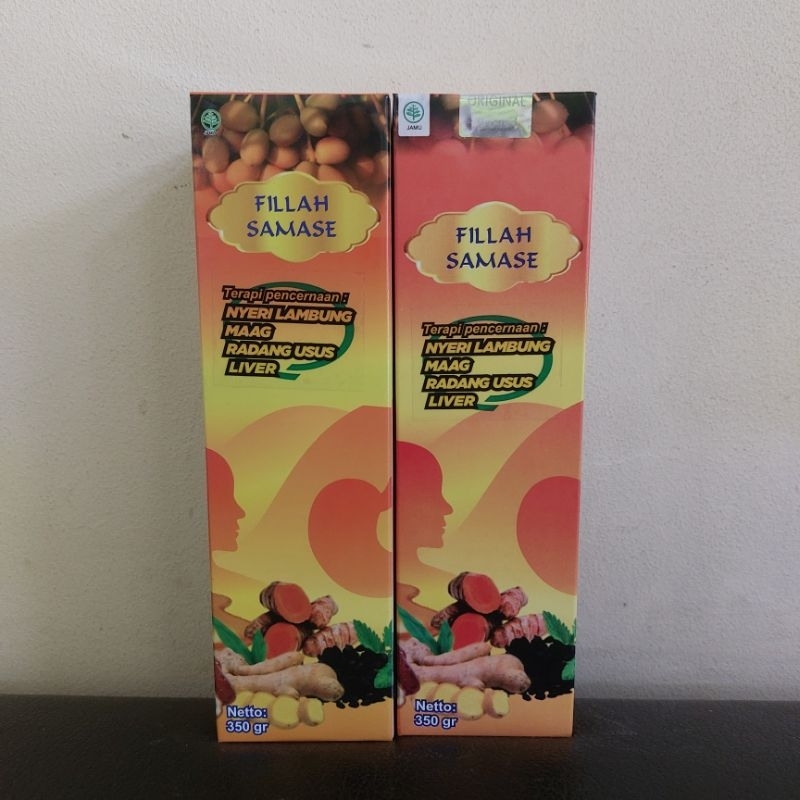 JAMU
FILLAH
SAMASE
Terapi pencernaan :
NYERI LAMBUNG
MAAG
RADANG USUS
LIVER
Netto:
350 gr
JAMU
ORIGINAL
FILLAH
SAMASE
Terapi pencernaan :
NYERI LAMBUNG
MAAG
RADANG USUS
LIVER
Netto:
350 gr